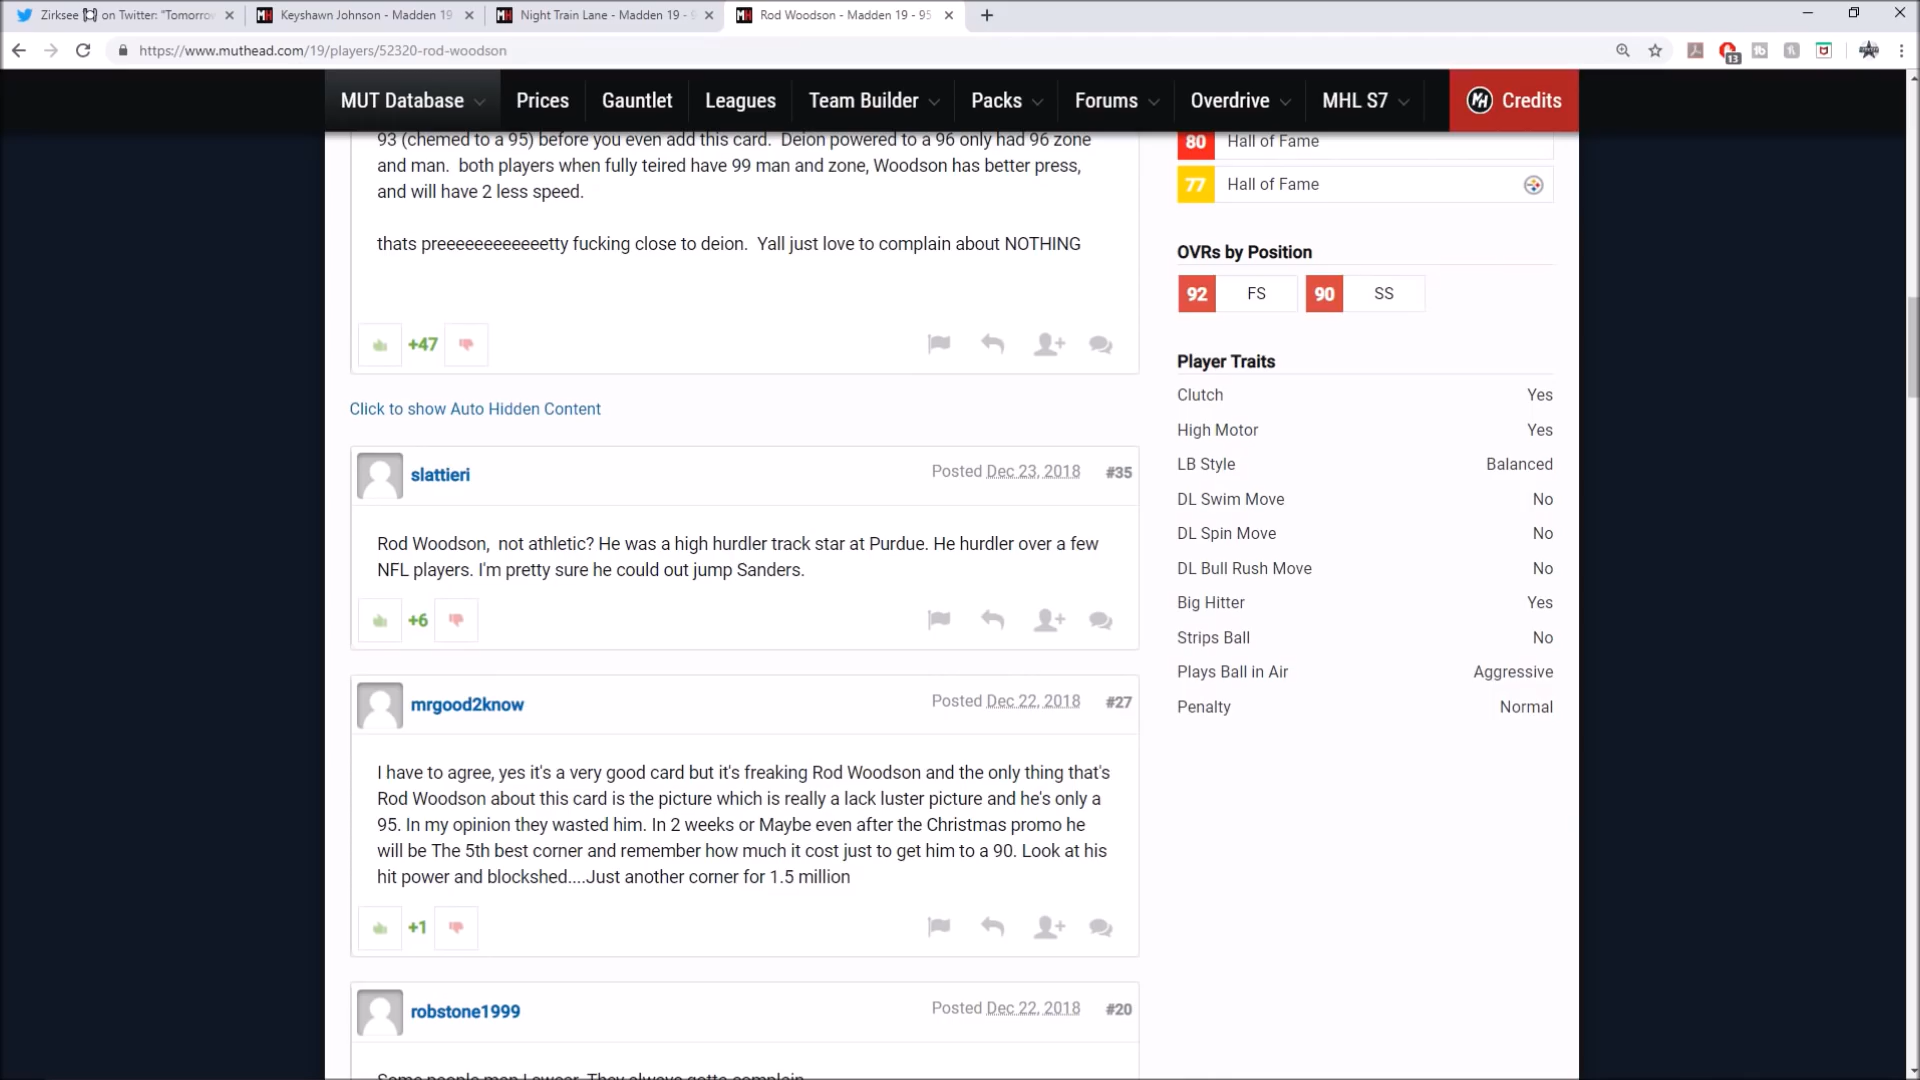 Zirksee on Twitter: "Tomorro
Keyshawn Johnson - Madden 19
Night Train Lane - Madden 19 - 9
Rod Woodson - Madden 19 - 95
https://www.muthead.com/19/players/52320-rod-woodson
13
MUT Database
Prices
Gauntlet
Leagues
Team Builder
Packs
Forums
Overdrive
MHL S7
Credits
93 (chemed to a 95) before you even add this card.  Deion powered to a 96 only had 96 zone
and man.  both players when fully teired have 99 man and zone, Woodson has better press,
and will have 2 less speed.
thats preeeeeeeeeeeetty fucking close to deion.  Yall just love to complain about NOTHING
+47
Click to show Auto Hidden Content
slattieri
Posted Dec 23, 2018 #35
Rod Woodson,  not athletic? He was a high hurdler track star at Purdue. He hurdler over a few
NFL players. I'm pretty sure he could out jump Sanders.
+6
mrgood2know
Posted Dec 22, 2018 #27
I have to agree, yes it's a very good card but it's freaking Rod Woodson and the only thing that's
Rod Woodson about this card is the picture which is really a lack luster picture and he's only a
95. In my opinion they wasted him. In 2 weeks or Maybe even after the Christmas promo he
will be The 5th best corner and remember how much it cost just to get him to a 90. Look at his
hit power and blockshed....Just another corner for 1.5 million
+1
robstone1999
Posted Dec 22, 2018 #20
Some people man I swear. They always gotta complain
80 Hall of Fame
77 Hall of Fame
OVRs by Position
92 FS
90 SS
Player Traits
Clutch Yes
High Motor Yes
LB Style Balanced
DL Swim Move No
DL Spin Move No
DL Bull Rush Move No
Big Hitter Yes
Strips Ball No
Plays Ball in Air Aggressive
Penalty Normal